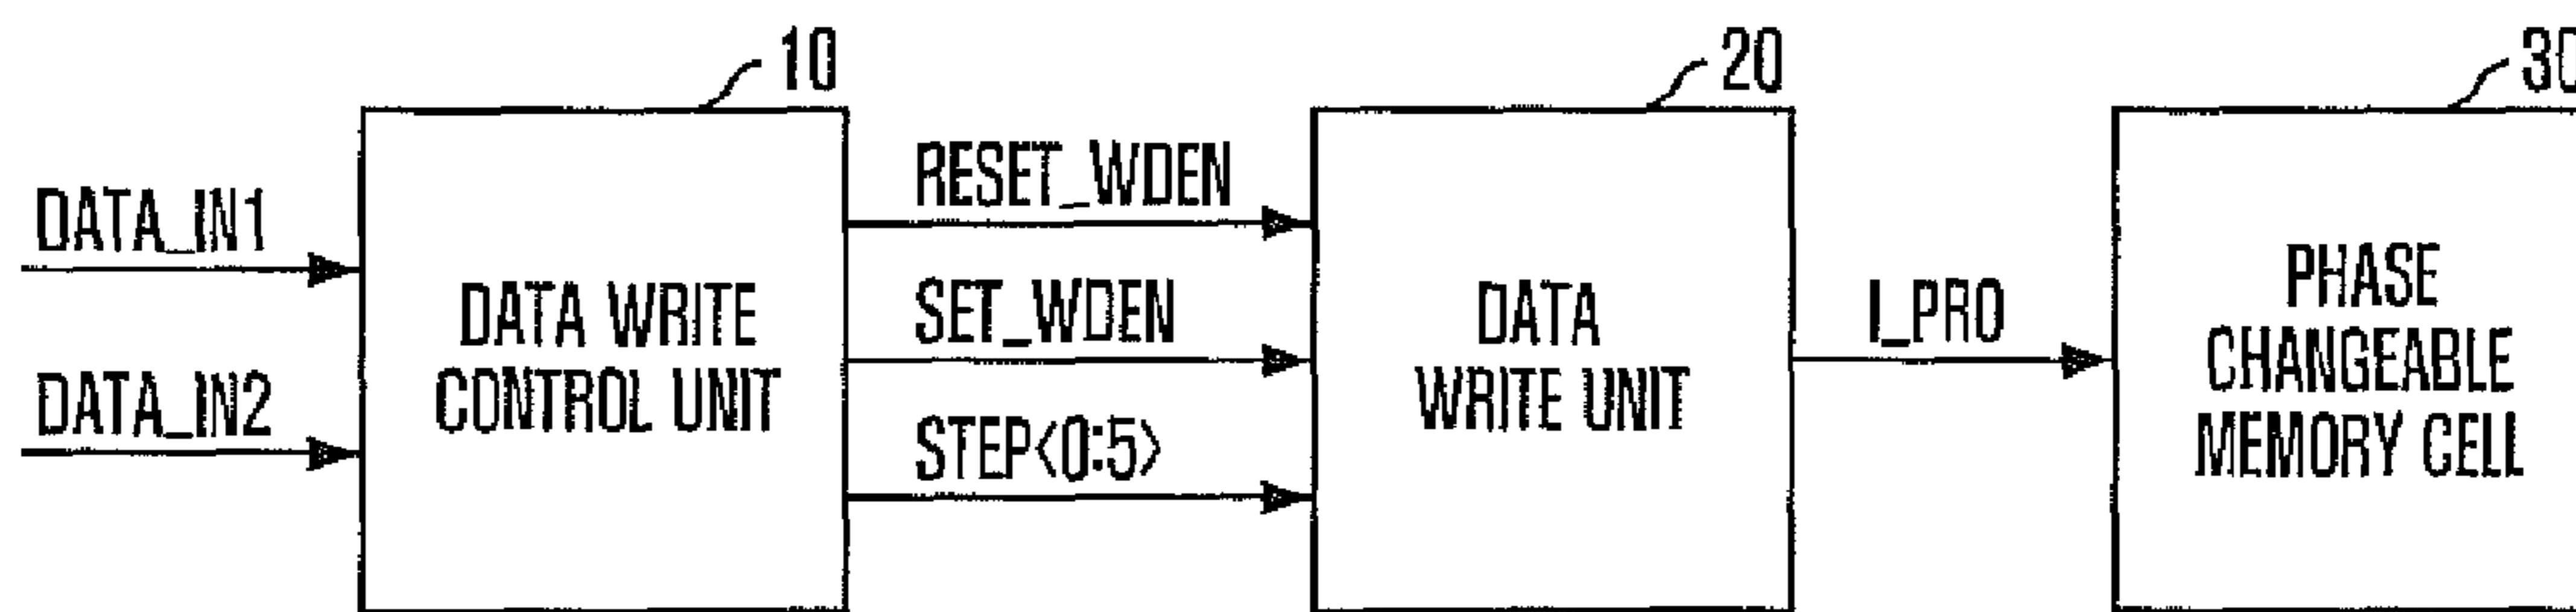 10
20
30
DATA_IN1
DATA_IN2
DATA WRITE
CONTROL UNIT
RESET_WDEN
SET_WDEN
STEP<0:5>
DATA
WRITE UNIT
I_PRO
PHASE
CHANGEABLE
MEMORY CELL